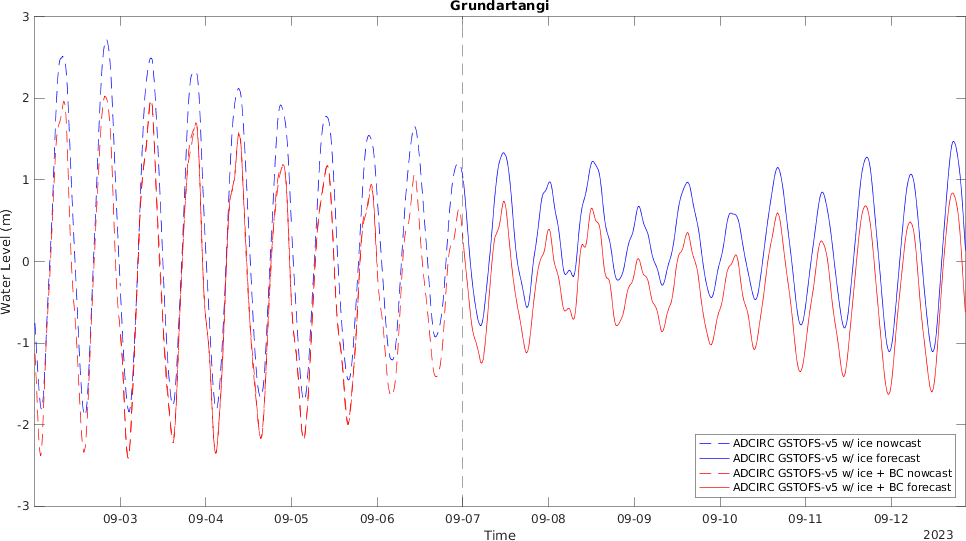 Grundartangi
3
2
1
0
-1
-2
-3
Water Level (m)
ADCIRC GSTOFS-v5 w/ ice nowcast
ADCIRC GSTOFS-v5 w/ ice forecast
ADCIRC GSTOFS-v5 w/ ice + BC nowcast
ADCIRC GSTOFS-v5 w/ ice + BC forecast
09-03 09-04 09-05 09-06 09-07 09-08 09-09 09-10 09-11 09-12
Time
2023